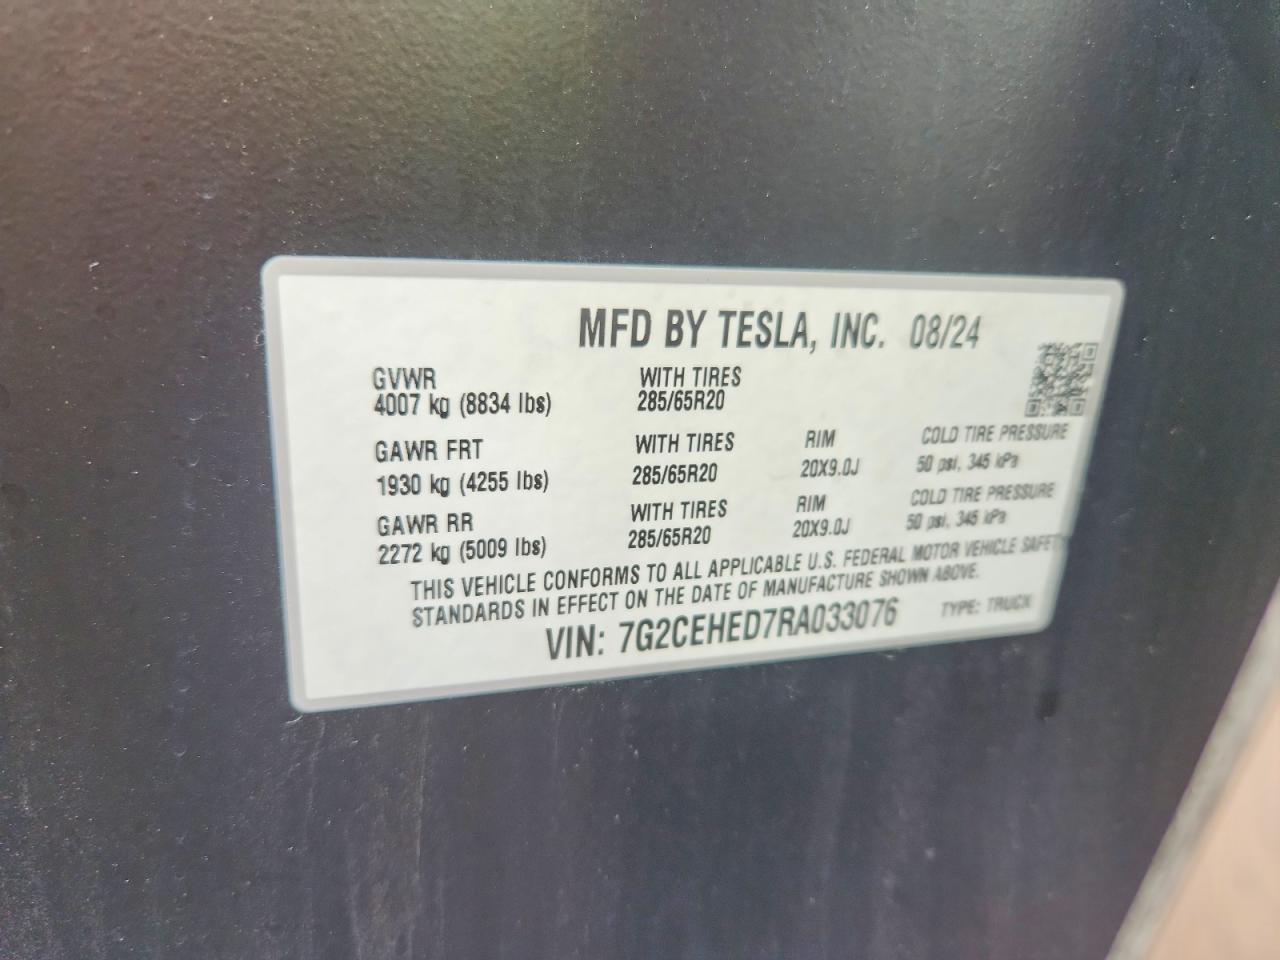 MFD BY TESLA, INC. 08/24
GVWR WITH TIRES
4007 kg (8834 lbs) 285/65R20
GAWR FRT WITH TIRES RIM COLD TIRE PRESSURE
1930 kg (4255 lbs) 285/65R20 20X9.0J 50 psi, 345 kPa
GAWR RR WITH TIRES RIM COLD TIRE PRESSURE
2272 kg (5009 lbs) 285/65R20 20X9.0J 50 psi, 345 kPa
THIS VEHICLE CONFORMS TO ALL APPLICABLE U.S. FEDERAL MOTOR VEHICLE SAFETY
STANDARDS IN EFFECT ON THE DATE OF MANUFACTURE SHOWN ABOVE.
VIN: 7G2CEHED7RA033076 TYPE: TRUCK